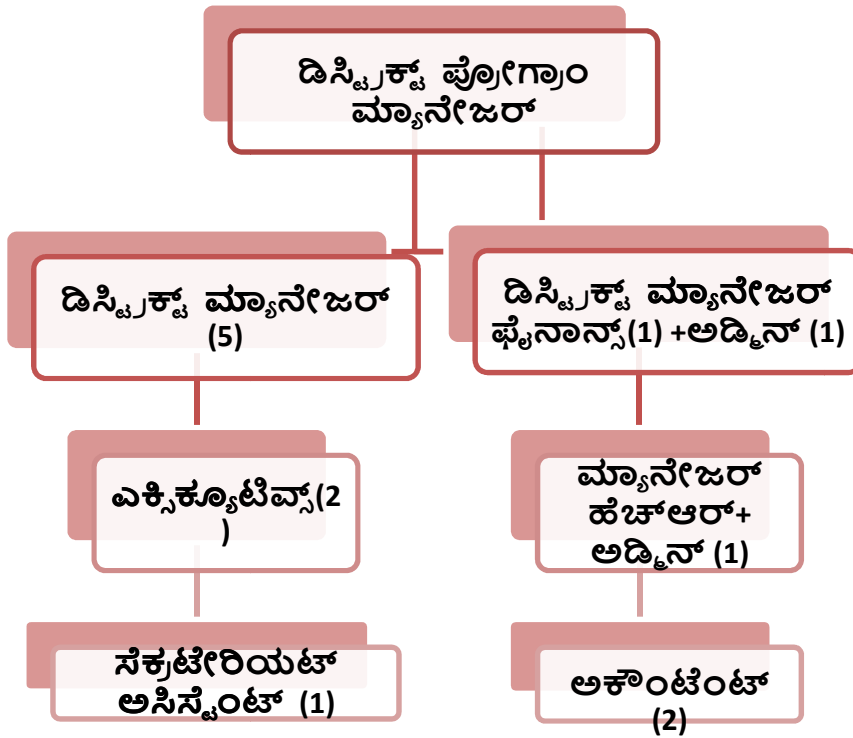 ಡಿಸ್ಟ್ರಿಕ್ಟ್ ಪ್ರೋಗ್ರಾಂ
ಮ್ಯಾನೇಜರ್
ಡಿಸ್ಟ್ರಿಕ್ಟ್ ಮ್ಯಾನೇಜರ್
(5)
ಡಿಸ್ಟ್ರಿಕ್ಟ್ ಮ್ಯಾನೇಜರ್
ಫೈನಾನ್ಸ್(1) +ಅಡ್ಮಿನ್ (1)
ಎಕ್ಸಿಕ್ಯೂಟಿವ್ಸ್(2
)
ಮ್ಯಾನೇಜರ್
ಹೆಚ್ಆರ್+
ಅಡ್ಮಿನ್ (1)
ಸೆಕ್ರಟೇರಿಯಟ್
ಅಸಿಸ್ಟೆಂಟ್ (1)
ಅಕೌಂಟೆಂಟ್
(2)